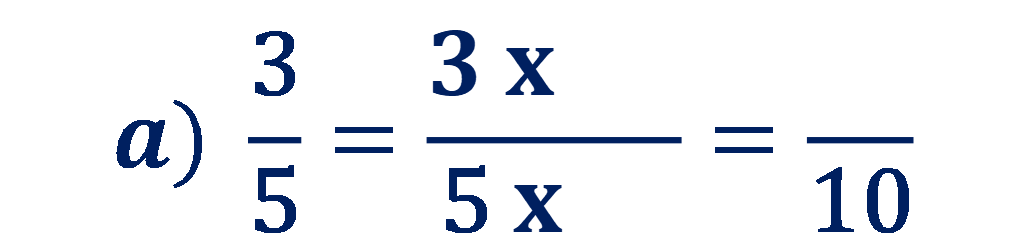 a) 3/5 = 3 x / 5 x = /10